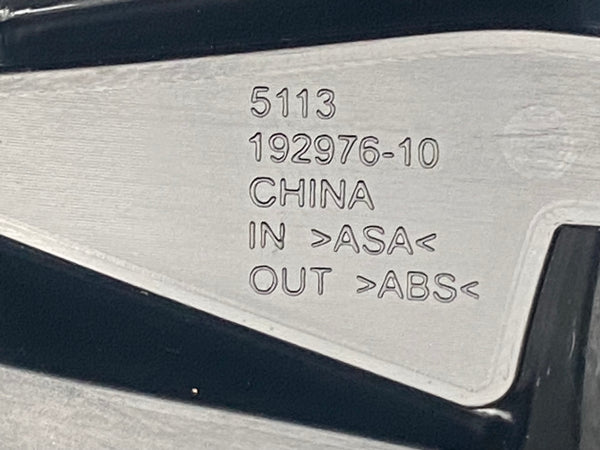 5113
192976-10
CHINA
IN >ASA<
OUT >ABS<